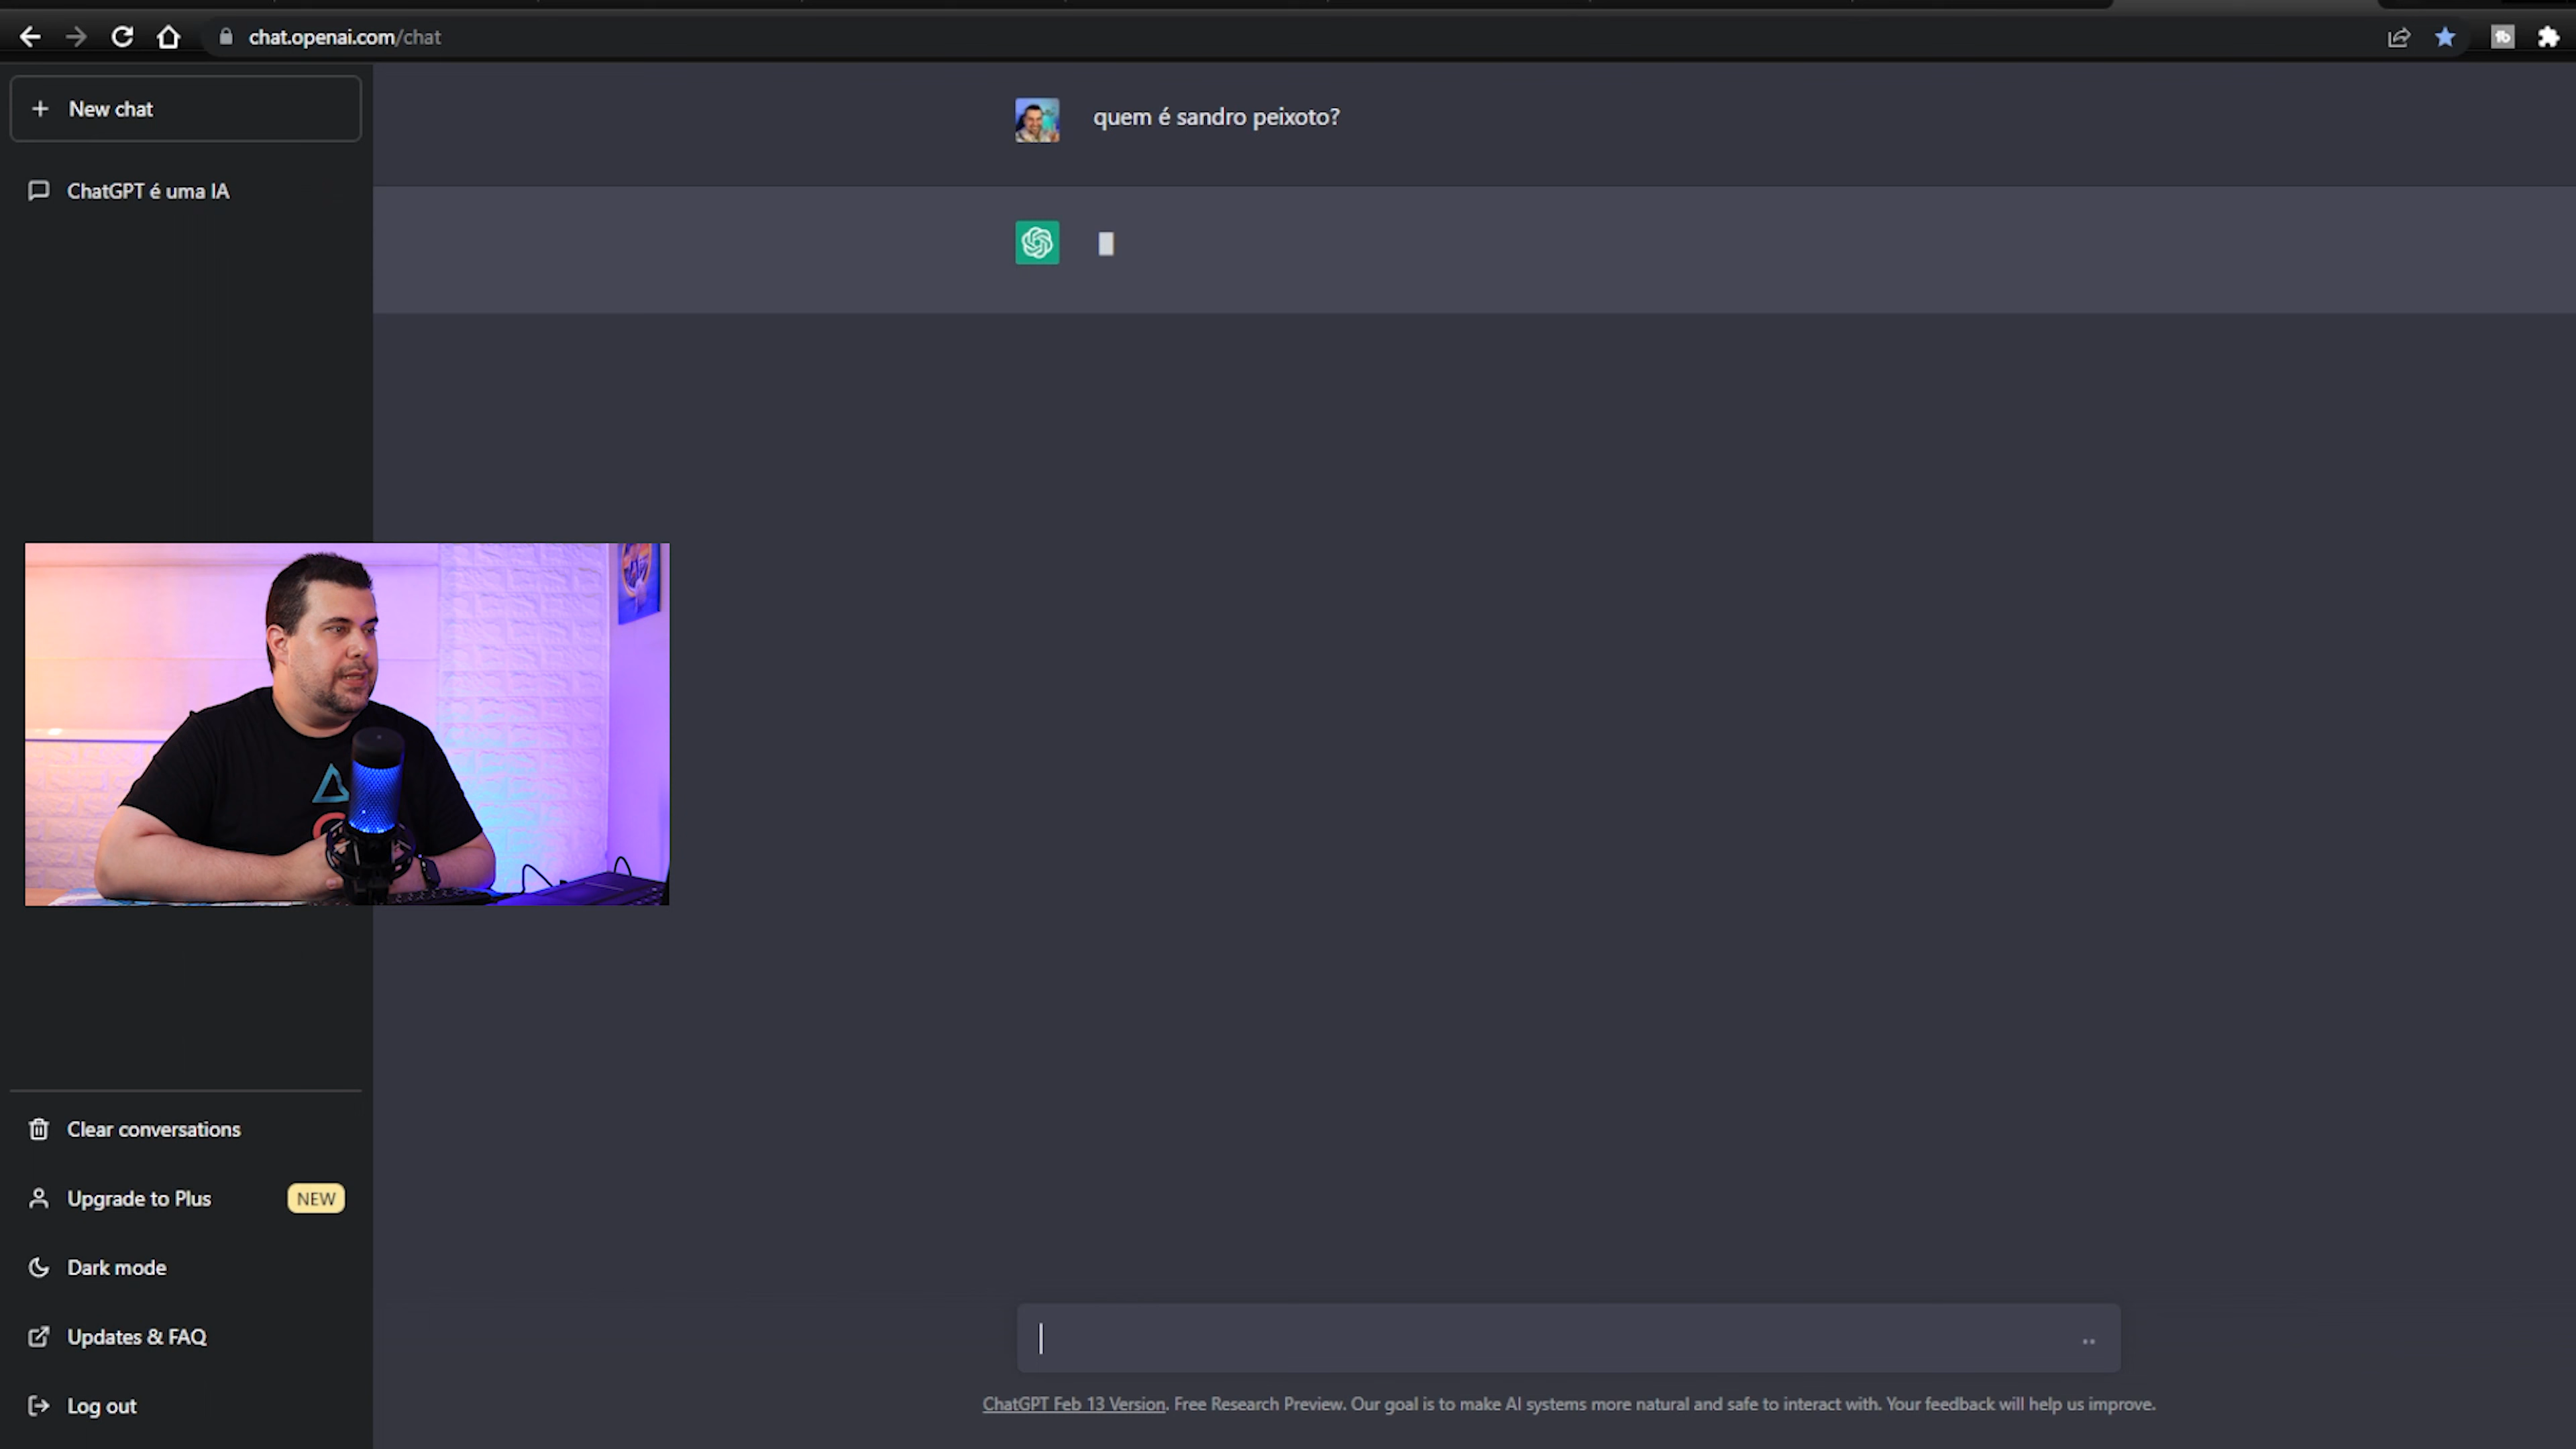 chat.openai.com/chat
New chat
quem é sandro peixoto?
ChatGPT é uma IA
Clear conversations
Upgrade to Plus NEW
Dark mode
Updates & FAQ
Log out
ChatGPT Feb 13 Version. Free Research Preview. Our goal is to make AI systems more natural and safe to interact with. Your feedback will help us improve.